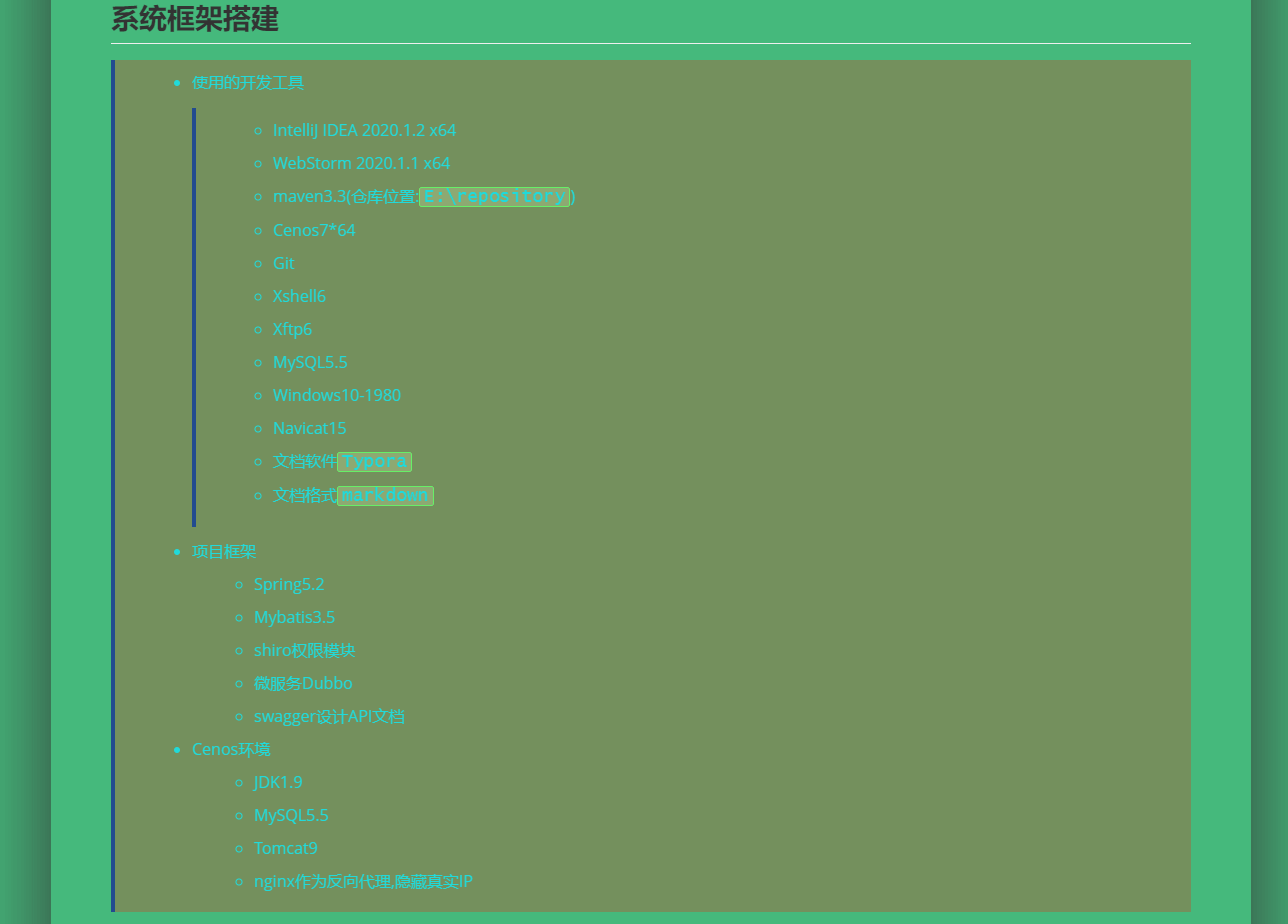 系统框架搭建
使用的开发工具
IntelliJ IDEA 2020.1.2 x64
WebStorm 2020.1.1 x64
maven3.3(仓库位置:E:\repository)
Cenos7*64
Git
Xshell6
Xftp6
MySQL5.5
Windows10-1980
Navicat15
文档软件Typora
文档格式markdown
项目框架
Spring5.2
Mybatis3.5
shiro权限模块
微服务Dubbo
swagger设计API文档
Cenos环境
JDK1.9
MySQL5.5
Tomcat9
nginx作为反向代理,隐藏真实IP